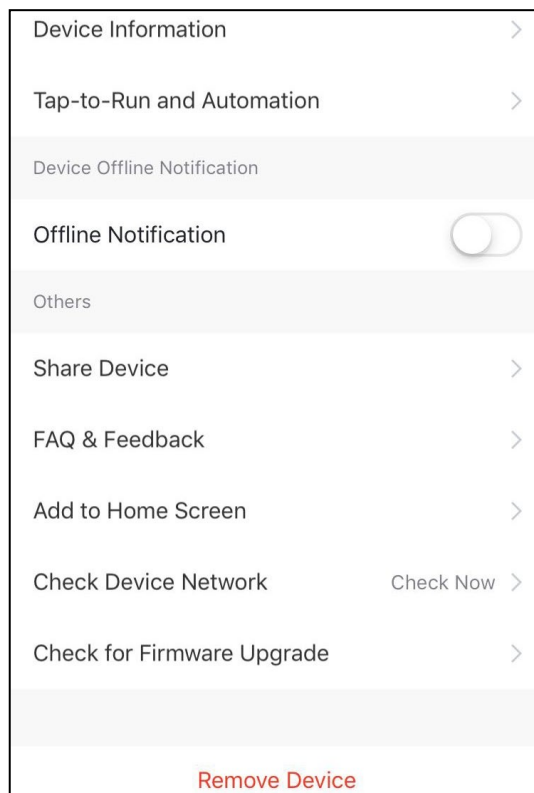 Device Information
Tap-to-Run and Automation
Device Offline Notification
Offline Notification
Others
Share Device
FAQ & Feedback
Add to Home Screen
Check Device Network Check Now
Check for Firmware Upgrade
Remove Device